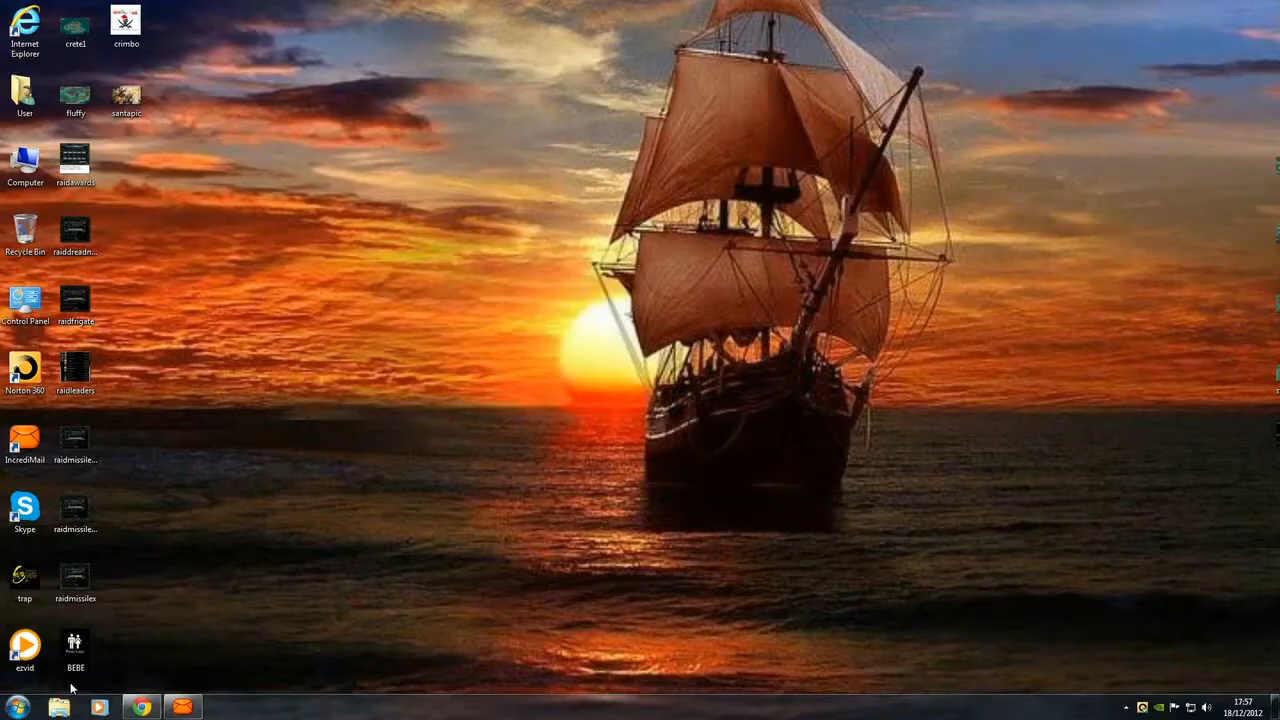 Internet
Explorer
crete1
crimbo
User
fluffy
santapic
Computer
raidawards
Recycle Bin
raiddreadn...
Control Panel
raidfrigate
Norton 360
raidleaders
IncrediMail
raidmissile...
Skype
raidmissile...
trap
raidmissilex
ezvid
BEBE
17:57
18/12/2012